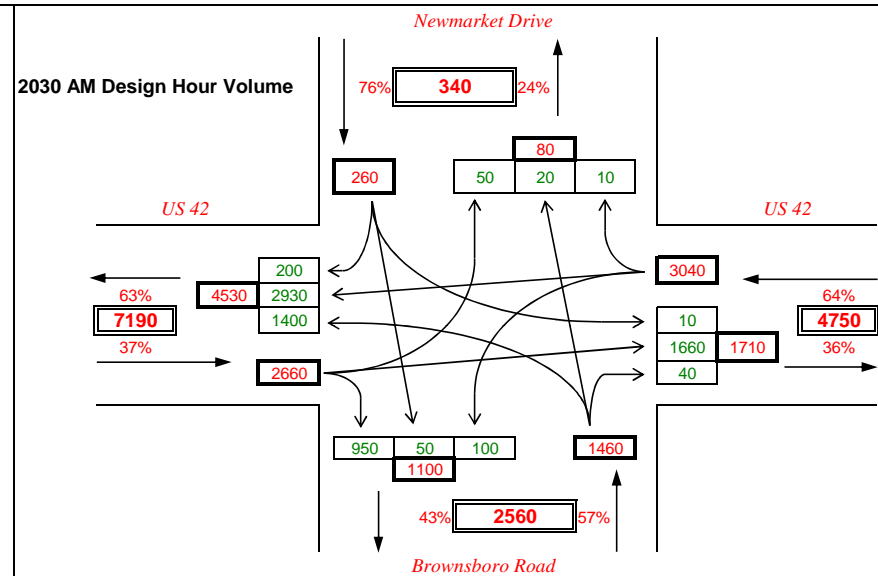 Newmarket Drive
2030 AM Design Hour Volume
76% 340 24%
80
260 50 20 10
US 42 US 42
200 3040
63% 4530 2930 64%
7190 1400 10 4750
37% 1660 1710 36%
2660 40
950 50 100 1460
1100
43% 2560 57%
Brownsboro Road